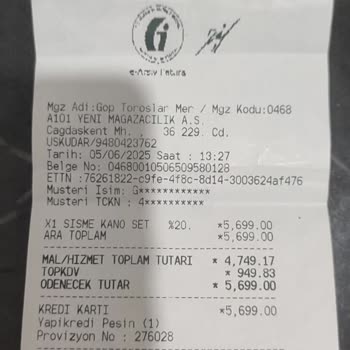 e-Arşiv Fatura
Mgz Adi:Gop Toroslar Mer / Mgz Kodu:0468
A101 YENI MAGAZACILIK A.S.
Cagdaskent Mh. , 36 229. Cd.
USKUDAR/9480423762
Tarih: 05/06/2025 Saat : 13:27
Belge No: 0468001050650958​0128
ETTN :76261822-c9fe-4f8c-8d14-3003624af476
Musteri Isim: G***********
Musteri TCKN : 4**********
X1 SISME KANO SET %20. *5,699.00
ARA TOPLAM *5,699.00
MAL/HIZMET TOPLAM TUTARI * 4,749.17
TOPKDV * 949.83
ODENECEK TUTAR * 5,699.00
KREDI KARTI *5,699.00
Yapikredi Pesin (1)
Provizyon No : 276028